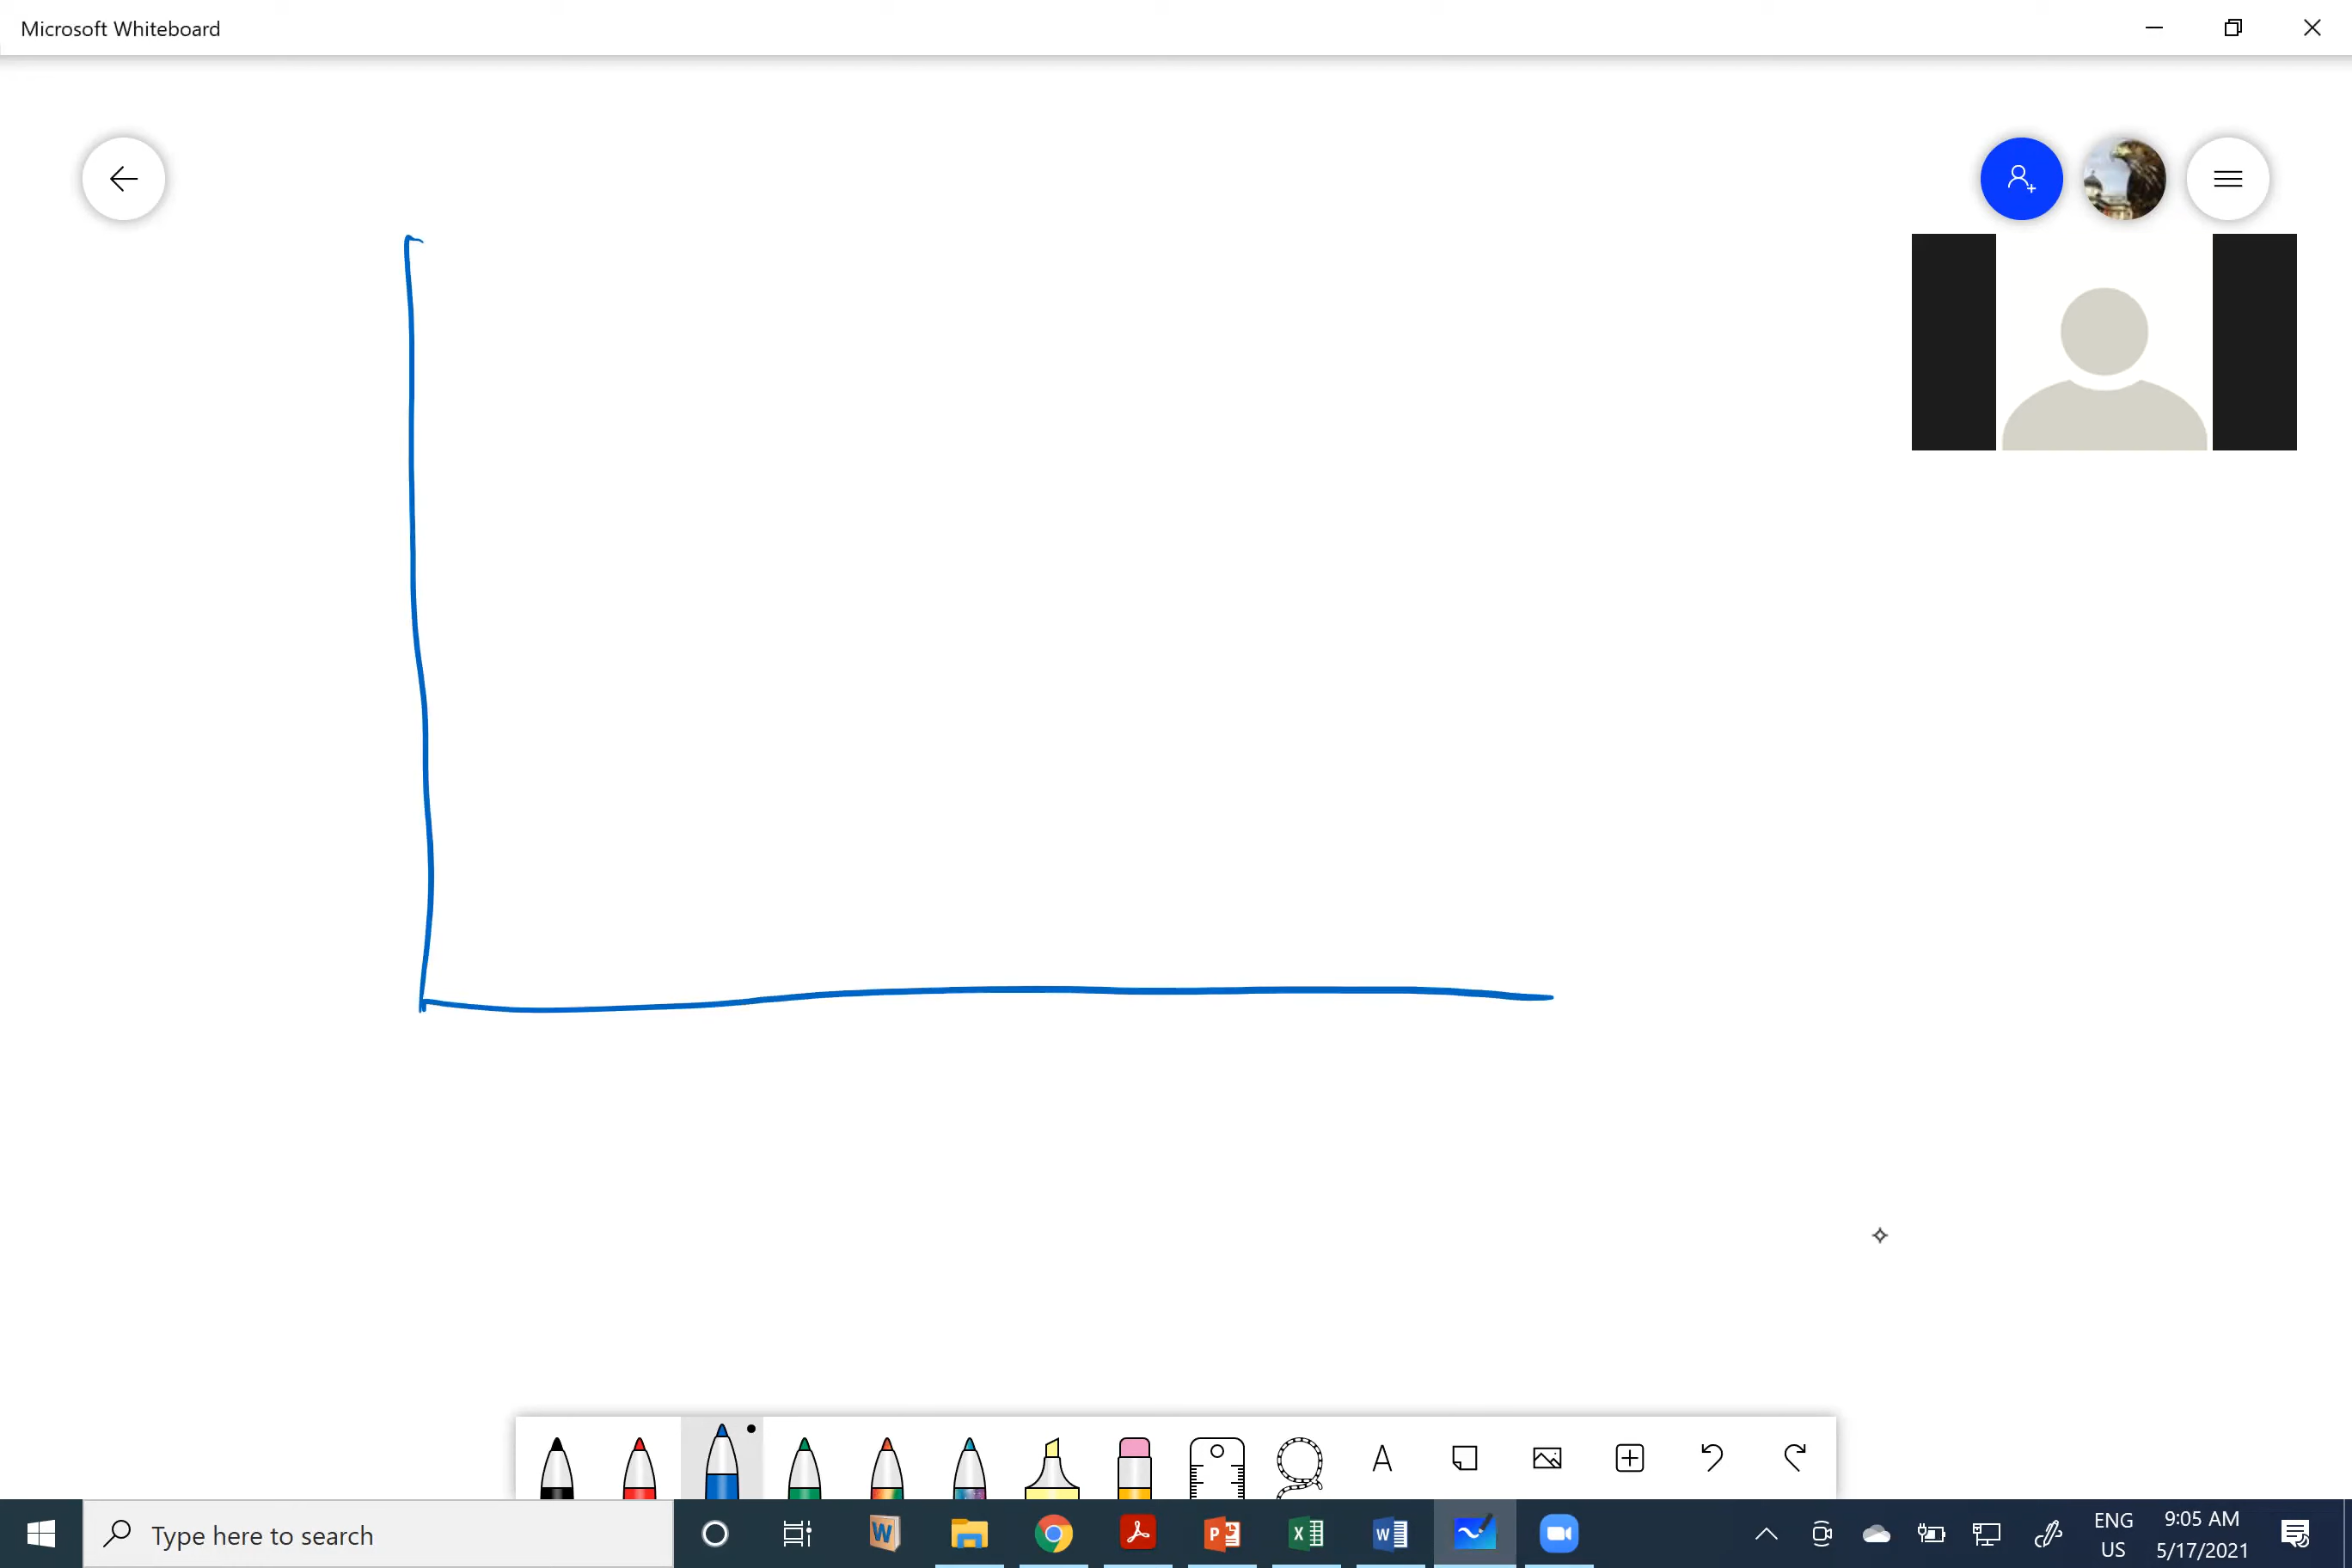 Microsoft Whiteboard
Type here to search
ENG
US
9:05 AM
5/17/2021